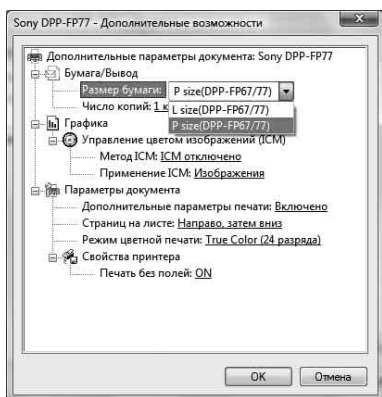 Sony DPP-FP77 - Дополнительные возможности
Дополнительные параметры документа: Sony DPP-FP77
Бумага/Вывод
Размер бумаги: P size(DPP-FP67/77)
Число копий: 1 к
L size(DPP-FP67/77)
P size(DPP-FP67/77)
Графика
Управление цветом изображений (ICM)
Метод ICM: ICM отключено
Применение ICM: Изображения
Параметры документа
Дополнительные параметры печати: Включено
Страниц на листе: Направо, затем вниз
Режим цветной печати: True Color (24 разряда)
Свойства принтера
Печать без полей: ON
OK Отмена